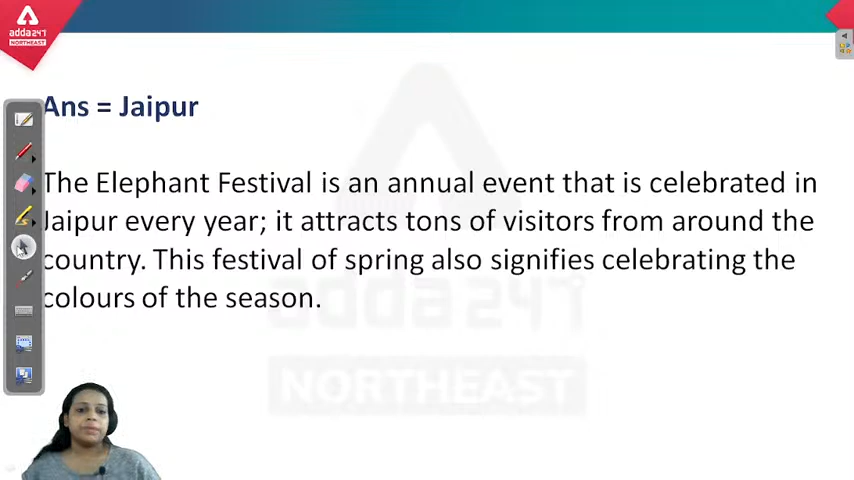 adda247
NORTHEAST
Ans = Jaipur
The Elephant Festival is an annual event that is celebrated in
Jaipur every year; it attracts tons of visitors from around the
country. This festival of spring also signifies celebrating the
colours of the season.
adda247
NORTHEAST